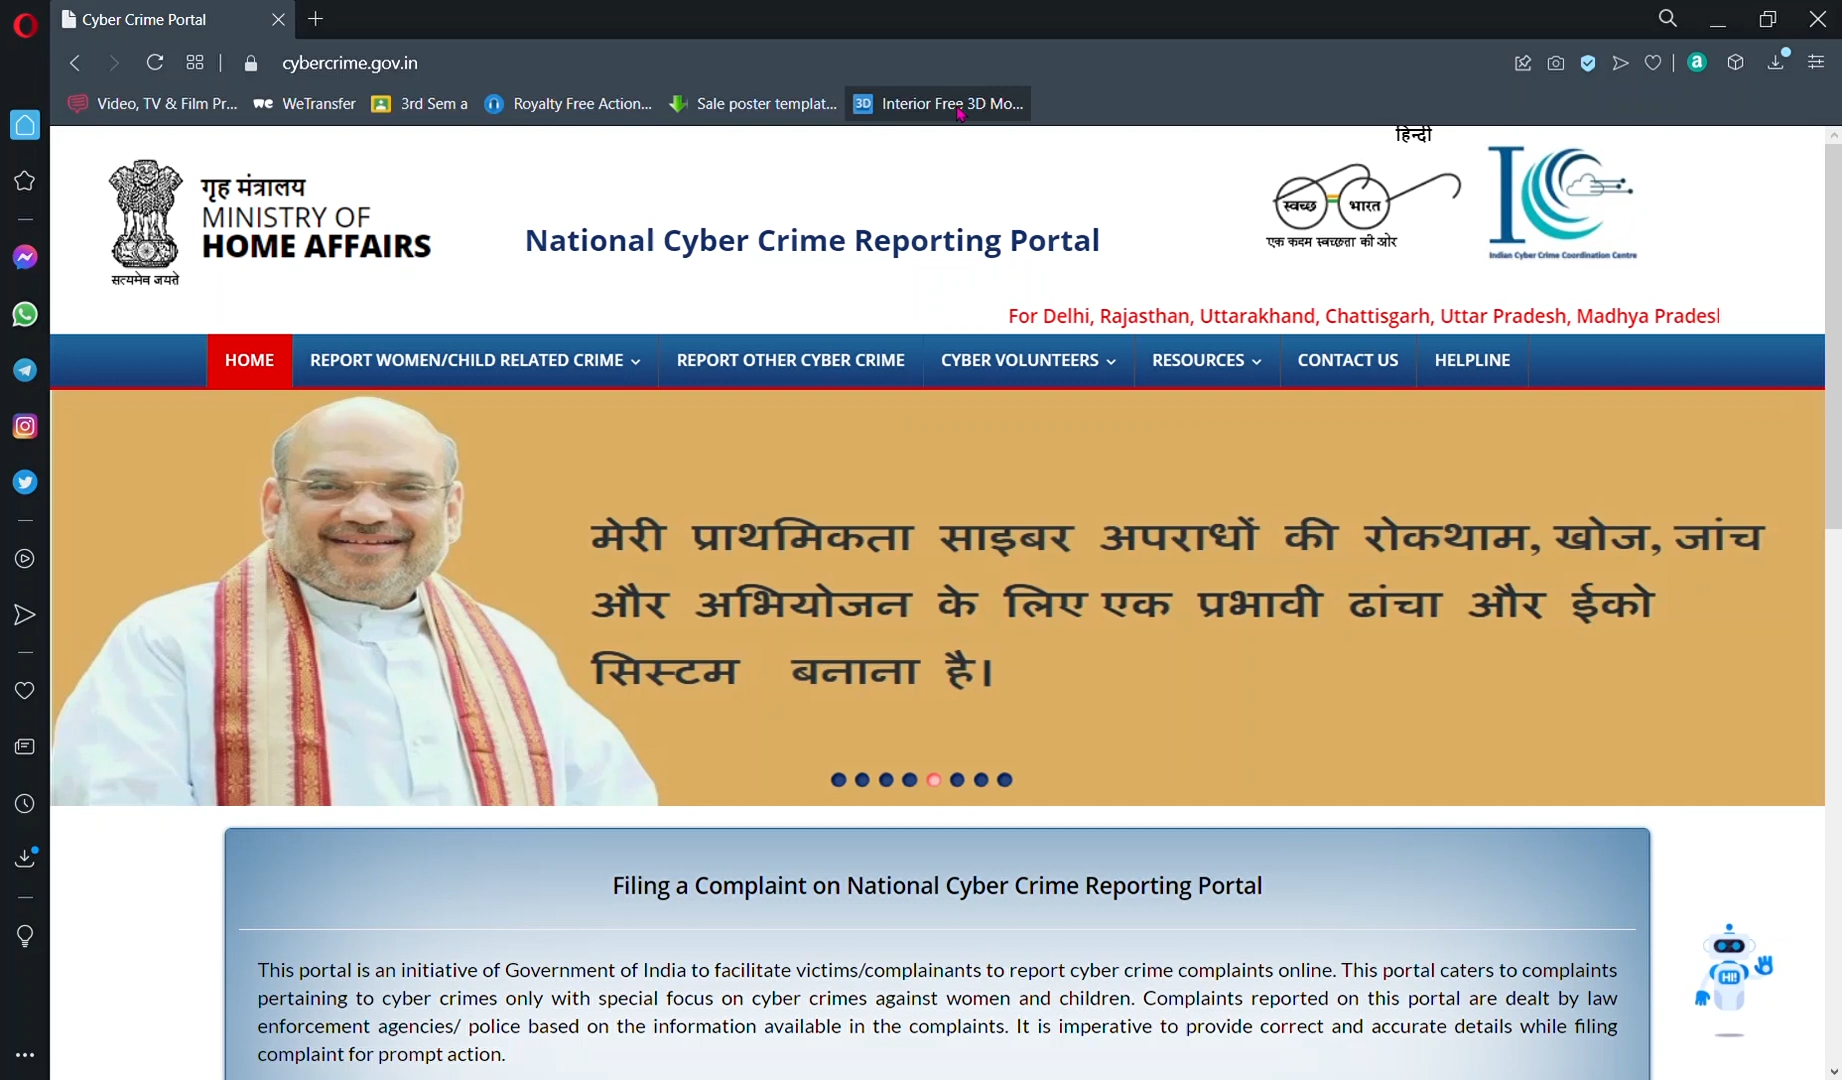 Cyber Crime Portal
cybercrime.gov.in
Video, TV & Film Pr... WeTransfer 3rd Sem a Royalty Free Action... Sale poster templat... 3D Interior Free 3D Mo...
हिन्दी
गृह मंत्रालय
MINISTRY OF
HOME AFFAIRS
सत्यमेव जयते
National Cyber Crime Reporting Portal
स्वच्छ भारत
एक कदम स्वच्छता की ओर
Indian Cyber Crime Coordination Centre
For Delhi, Rajasthan, Uttarakhand, Chattisgarh, Uttar Pradesh, Madhya Pradesh
HOME REPORT WOMEN/CHILD RELATED CRIME REPORT OTHER CYBER CRIME CYBER VOLUNTEERS RESOURCES CONTACT US HELPLINE
मेरी प्राथमिकता साइबर अपराधों की रोकथाम, खोज, जांच
और अभियोजन के लिए एक प्रभावी ढांचा और ईको
सिस्टम बनाना है।
Filing a Complaint on National Cyber Crime Reporting Portal
This portal is an initiative of Government of India to facilitate victims/complainants to report cyber crime complaints online. This portal caters to complaints
pertaining to cyber crimes only with special focus on cyber crimes against women and children. Complaints reported on this portal are dealt by law
enforcement agencies/ police based on the information available in the complaints. It is imperative to provide correct and accurate details while filing
complaint for prompt action.
HI!